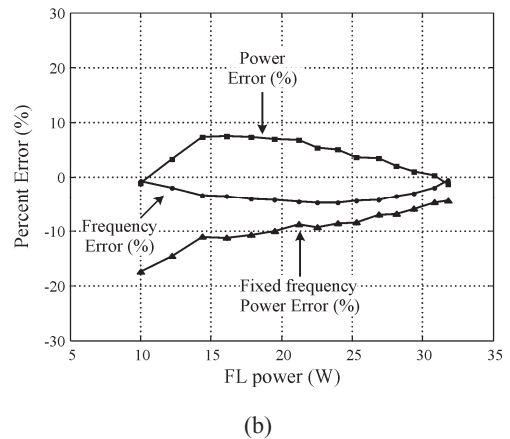 30
20
10
0
-10
-20
-30
Percent Error (%)
Power
Error (%)
Frequency
Error (%)
Fixed frequency
Power Error (%)
5
10
15
20
25
30
35
FL power (W)
(b)